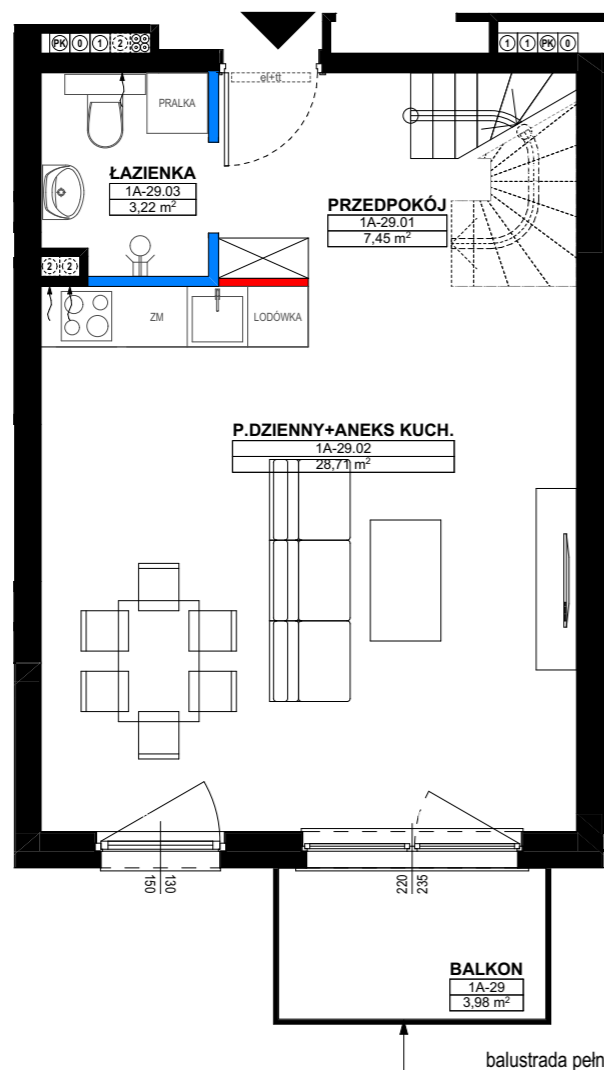 PK 0 1 2
1 1 PK 0
el+tt
PRALKA
ŁAZIENKA
1A-29.03
3,22 m²
PRZEDPOKÓJ
1A-29.01
7,45 m²
2 2
ZM
LODÓWKA
P.DZIENNY+ANEKS KUCH.
1A-29.02
28,71 m²
130
150
235
220
BALKON
1A-29
3,98 m²
balustrada pełn